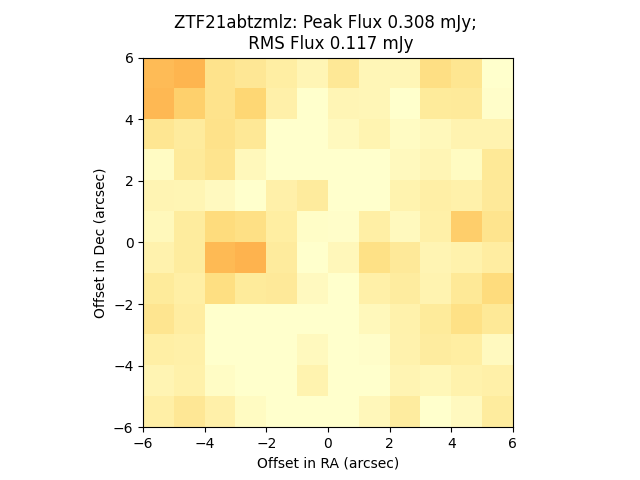 ZTF21abtzmlz: Peak Flux 0.308 mJy;
RMS Flux 0.117 mJy
6
4
2
0
−2
−4
−6
Offset in Dec (arcsec)
−6 −4 −2 0 2 4 6
Offset in RA (arcsec)